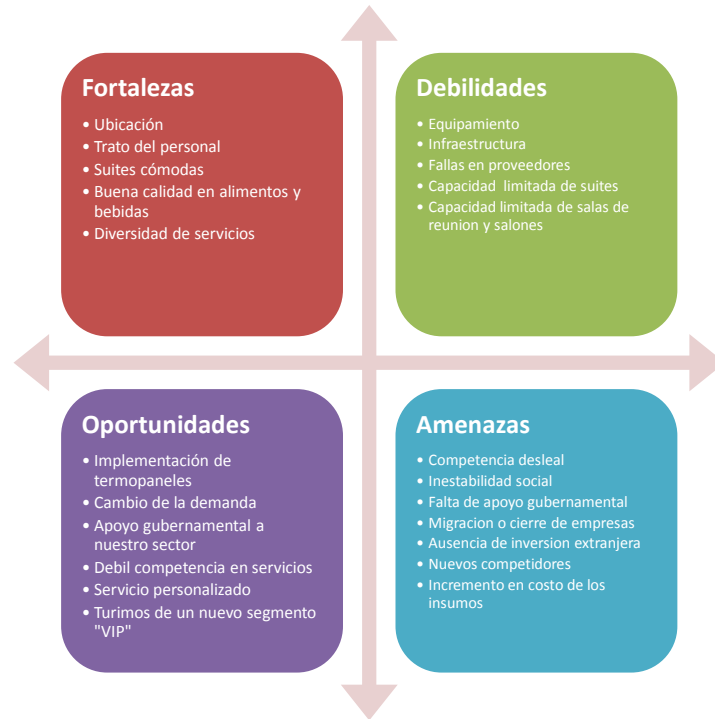 Fortalezas
• Ubicación
• Trato del personal
• Suites cómodas
• Buena calidad en alimentos y
bebidas
• Diversidad de servicios
Debilidades
• Equipamiento
• Infraestructura
• Fallas en proveedores
• Capacidad limitada de suites
• Capacidad limitada de salas de
reunion y salones
Oportunidades
• Implementación de
termopaneles
• Cambio de la demanda
• Apoyo gubernamental a
nuestro sector
• Debil competencia en servicios
• Servicio personalizado
• Turimos de un nuevo segmento
"VIP"
Amenazas
• Competencia desleal
• Inestabilidad social
• Falta de apoyo gubernamental
• Migracion o cierre de empresas
• Ausencia de inversion extranjera
• Nuevos competidores
• Incremento en costo de los
insumos